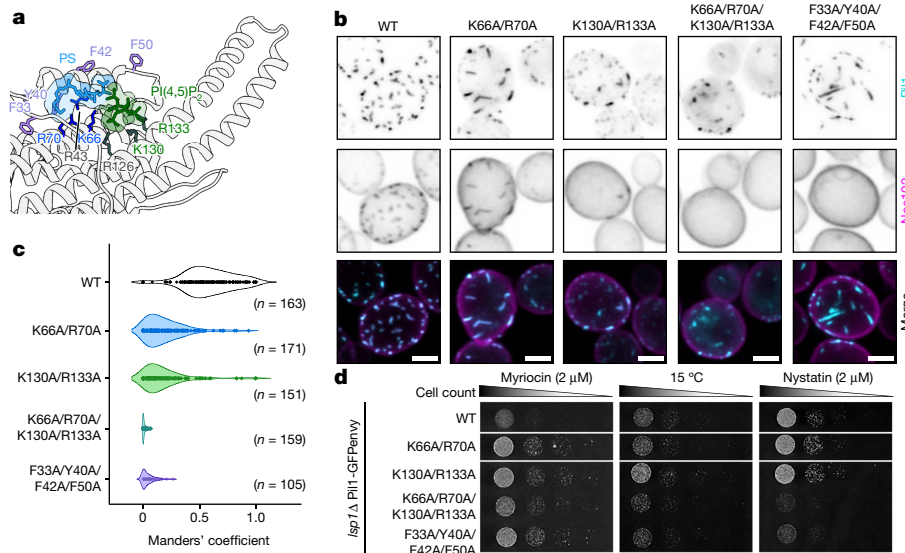 a
F50
F42
PS
Y40
PI(4,5)P2
F33
R133
R70
K66
K130
R43
R126
b
WT
K66A/R70A
K130A/R133A
K66A/R70A/
K130A/R133A
F33A/Y40A/
F42A/F50A
Pil1
Merge
c
WT
(n = 163)
K66A/R70A
(n = 171)
K130A/R133A
(n = 151)
K66A/R70A/
K130A/R133A
(n = 159)
F33A/Y40A/
F42A/F50A
(n = 105)
0
0.5
1.0
Manders' coefficient
d
Myriocin (2 μM)
15 ºC
Nystatin (2 μM)
Cell count
lsp1Δ Pil1-GFPenvy
WT
K66A/R70A
K130A/R133A
K66A/R70A/
K130A/R133A
F33A/Y40A/
F42A/F50A